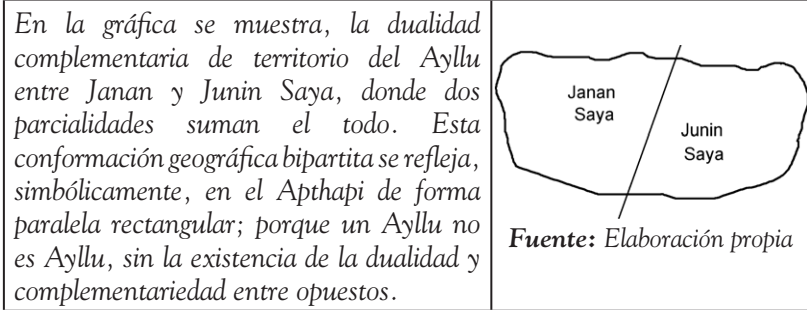 En la gráfica se muestra, la dualidad
complementaria de territorio del Ayllu
entre Janan y Junin Saya, donde dos
parcialidades suman el todo. Esta
conformación geográfica bipartita se refleja,
simbólicamente, en el Apthapi de forma
paralela rectangular; porque un Ayllu no
es Ayllu, sin la existencia de la dualidad y
complementariedad entre opuestos.
Janan
Saya
Junin
Saya
Fuente: Elaboración propia